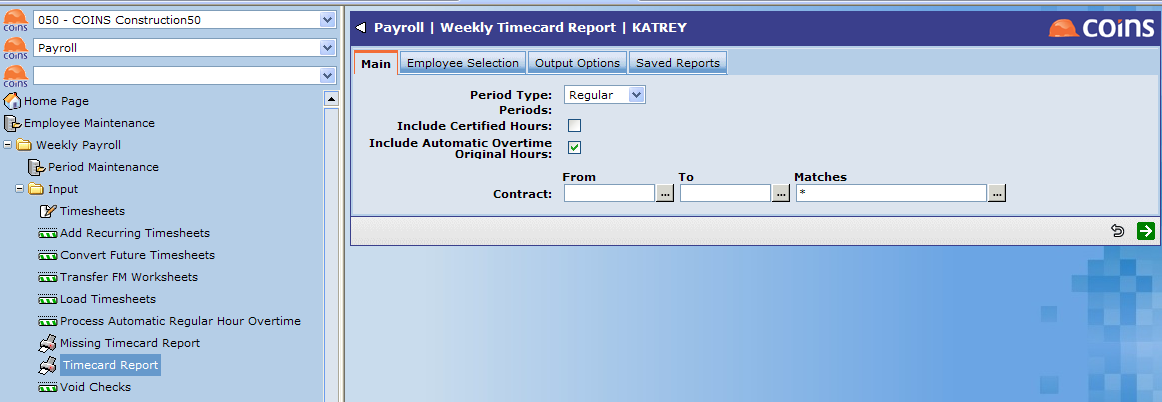 coins 050 - COINS Construction50
coins Payroll
coins
Home Page
Employee Maintenance
Weekly Payroll
Period Maintenance
Input
Timesheets
Add Recurring Timesheets
Convert Future Timesheets
Transfer FM Worksheets
Load Timesheets
Process Automatic Regular Hour Overtime
Missing Timecard Report
Timecard Report
Void Checks
Payroll | Weekly Timecard Report | KATREY
coins
Main Employee Selection Output Options Saved Reports
Period Type: Regular
Periods:
Include Certified Hours:
Include Automatic Overtime
Original Hours:
From To Matches
Contract: ... ... * ...